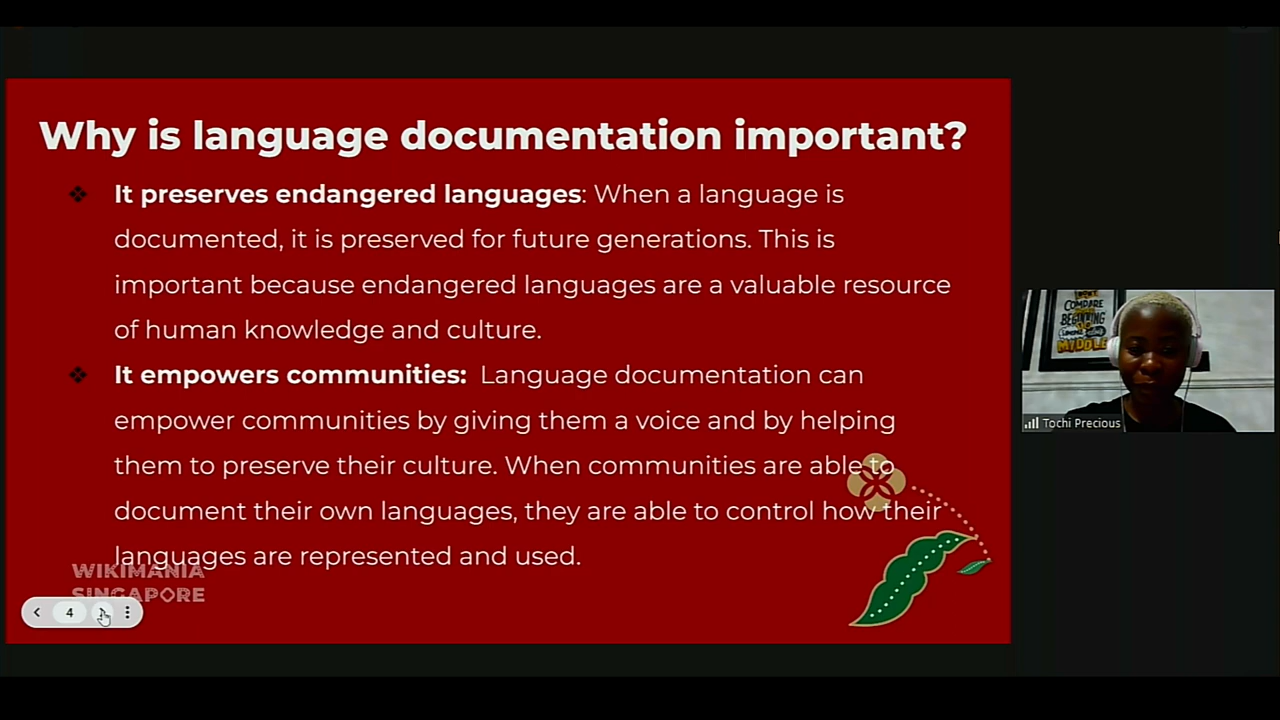 Why is language documentation important?
❖ It preserves endangered languages: When a language is
documented, it is preserved for future generations. This is
important because endangered languages are a valuable resource
of human knowledge and culture.
❖ It empowers communities: Language documentation can
empower communities by giving them a voice and by helping
them to preserve their culture. When communities are able to
document their own languages, they are able to control how their
languages are represented and used.
WIKIMANIA
SINGAPORE
4
COMPARE
BEGINNING
MIDDLE
Tochi Precious